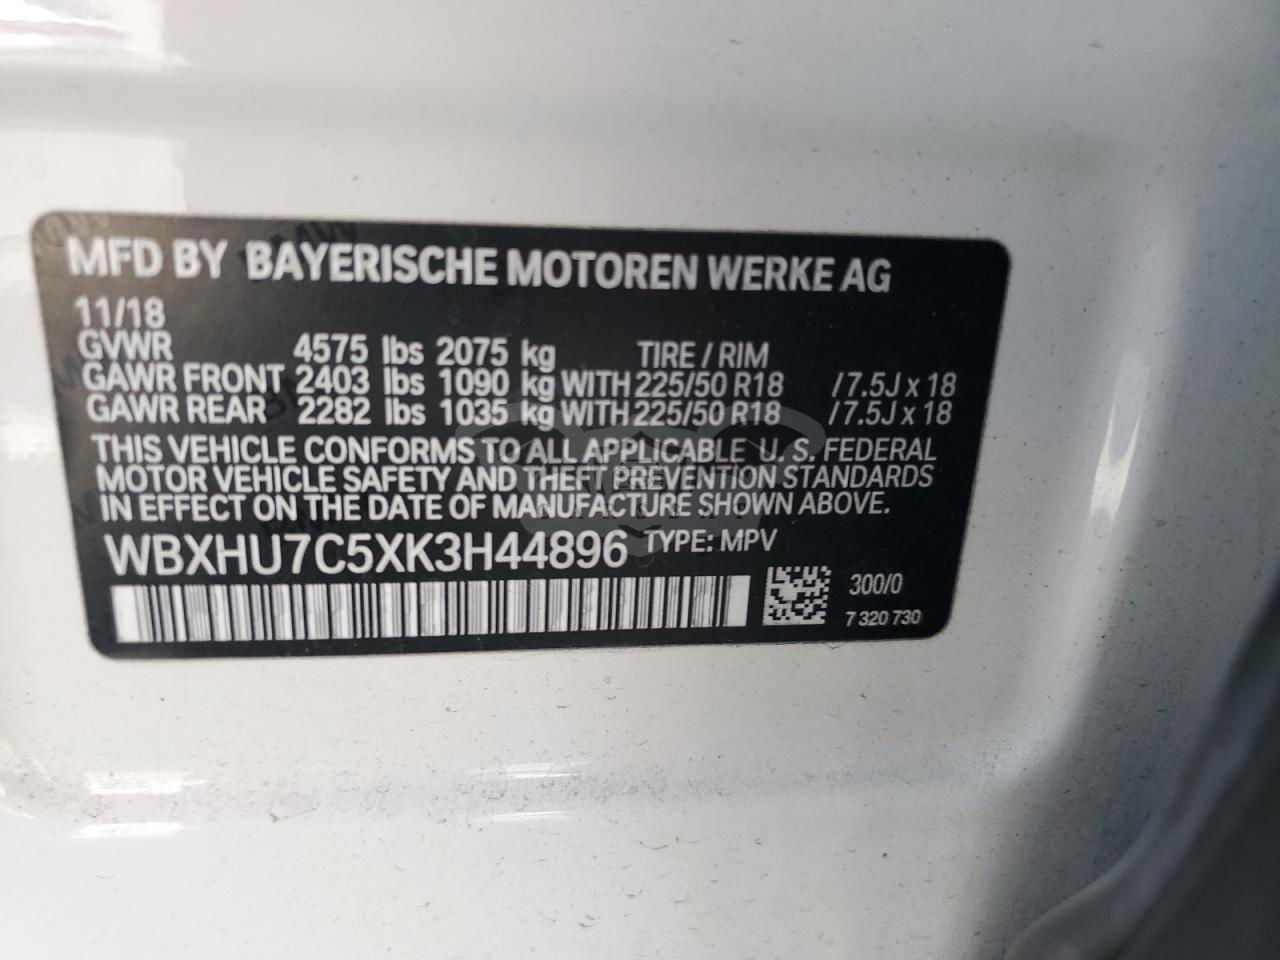 MFD BY BAYERISCHE MOTOREN WERKE AG
11/18
GVWR 4575 lbs 2075 kg TIRE / RIM
GAWR FRONT 2403 lbs 1090 kg WITH 225/50 R18 / 7.5J x 18
GAWR REAR 2282 lbs 1035 kg WITH 225/50 R18 / 7.5J x 18
THIS VEHICLE CONFORMS TO ALL APPLICABLE U. S. FEDERAL
MOTOR VEHICLE SAFETY AND THEFT PREVENTION STANDARDS
IN EFFECT ON THE DATE OF MANUFACTURE SHOWN ABOVE.
WBXHU7C5XK3H44896 TYPE: MPV
300/0
7 320 730